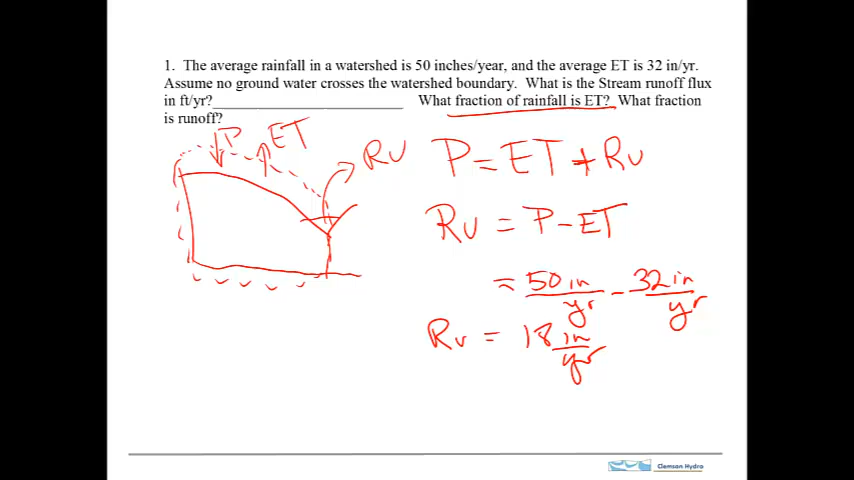 1. The average rainfall in a watershed is 50 inches/year, and the average ET is 32 in/yr.
Assume no ground water crosses the watershed boundary. What is the Stream runoff flux
in ft/yr?__________________________ What fraction of rainfall is ET? What fraction
is runoff?
P ET
RU
P = ET + RU
RU = P - ET
= 50 in/yr - 32 in/yr
RU = 18 in/yr
Clemson Hydro